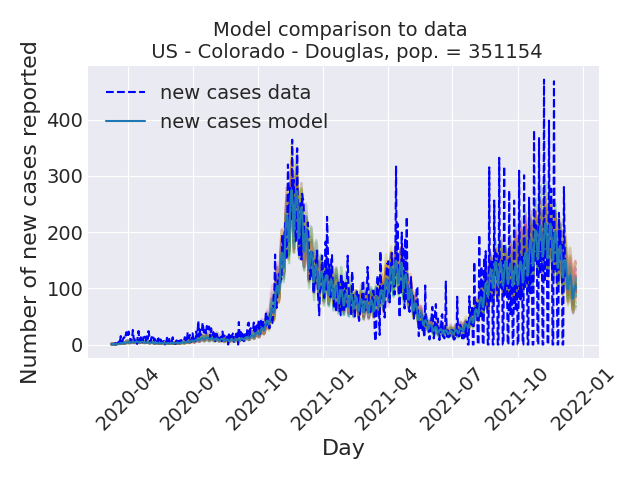 Model comparison to data
US - Colorado - Douglas, pop. = 351154
new cases data
new cases model
Number of new cases reported
400
300
200
100
0
2020-04
2020-07
2020-10
2021-01
2021-04
2021-07
2021-10
2022-01
Day